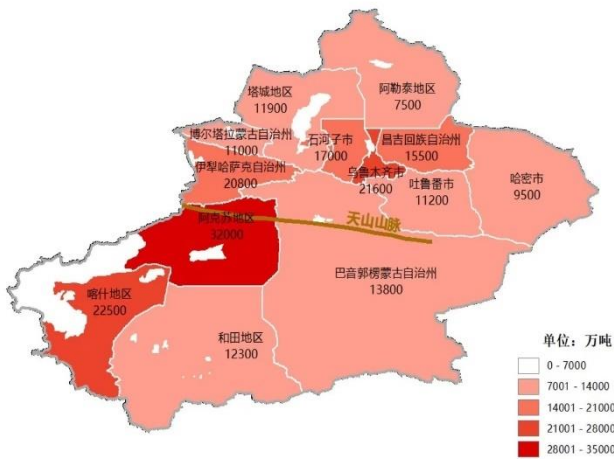 阿勒泰地区
7500
塔城地区
11900
博尔塔拉蒙古自治州
11000
石河子市
17000
昌吉回族自治州
15500
伊犁哈萨克自治州
20800
乌鲁木齐市
21600
吐鲁番市
11200
哈密市
9500
阿克苏地区
32000
天山山脉
巴音郭楞蒙古自治州
13800
喀什地区
22500
和田地区
12300
单位：万吨
0 - 7000
7001 - 14000
14001 - 21000
21001 - 28000
28001 - 35000